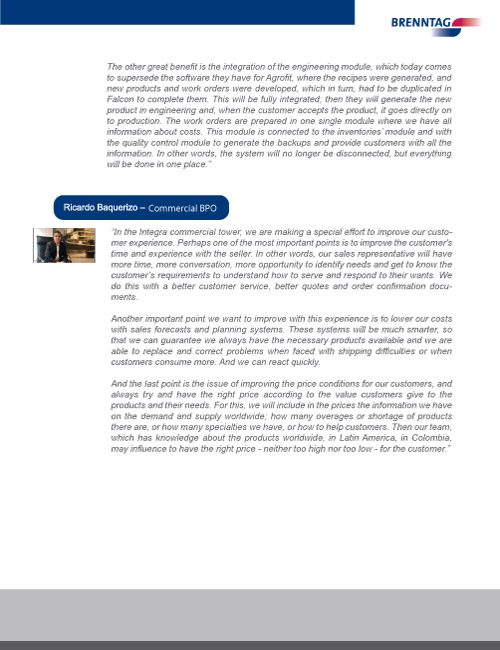 BRENNTAG
The other great benefit is the integration of the engineering module, which today comes
to supersede the software they have for Agrofit, where the recipes were generated, and
new products and work orders were developed, which in turn, had to be duplicated in
Falcon to complete them. This will be fully integrated; then they will generate the new
product in engineering and, when the customer accepts the product, it goes directly on
to production. The work orders are prepared in one single module where we have all
information about costs. This module is connected to the inventories' module and with
the quality control module to generate the backups and provide customers with all the
information. In other words, the system will no longer be disconnected, but everything
will be done in one place."
Ricardo Baquerizo – Commercial BPO
"In the Integra commercial tower, we are making a special effort to improve our custo-
mer experience. Perhaps one of the most important points is to improve the customer's
time and experience with the seller. In other words, our sales representative will have
more time, more conversation, more opportunity to identify needs and get to know the
customer's requirements to understand how to serve and respond to their wants. We
do this with a better customer service, better quotes and order confirmation docu-
ments.
Another important point we want to improve with this experience is to lower our costs
with sales forecasts and planning systems. These systems will be much smarter, so
that we can guarantee we always have the necessary products available and we are
able to replace and correct problems when faced with shipping difficulties or when
customers consume more. And we can react quickly.
And the last point is the issue of improving the price conditions for our customers, and
always try and have the right price according to the value customers give to the
products and their needs. For this, we will include in the prices the information we have
on the demand and supply worldwide; how many overages or shortage of products
there are, or how many specialties we have, or how to help customers. Then our team,
which has knowledge about the products worldwide, in Latin America, in Colombia,
may influence to have the right price - neither too high nor too low - for the customer."